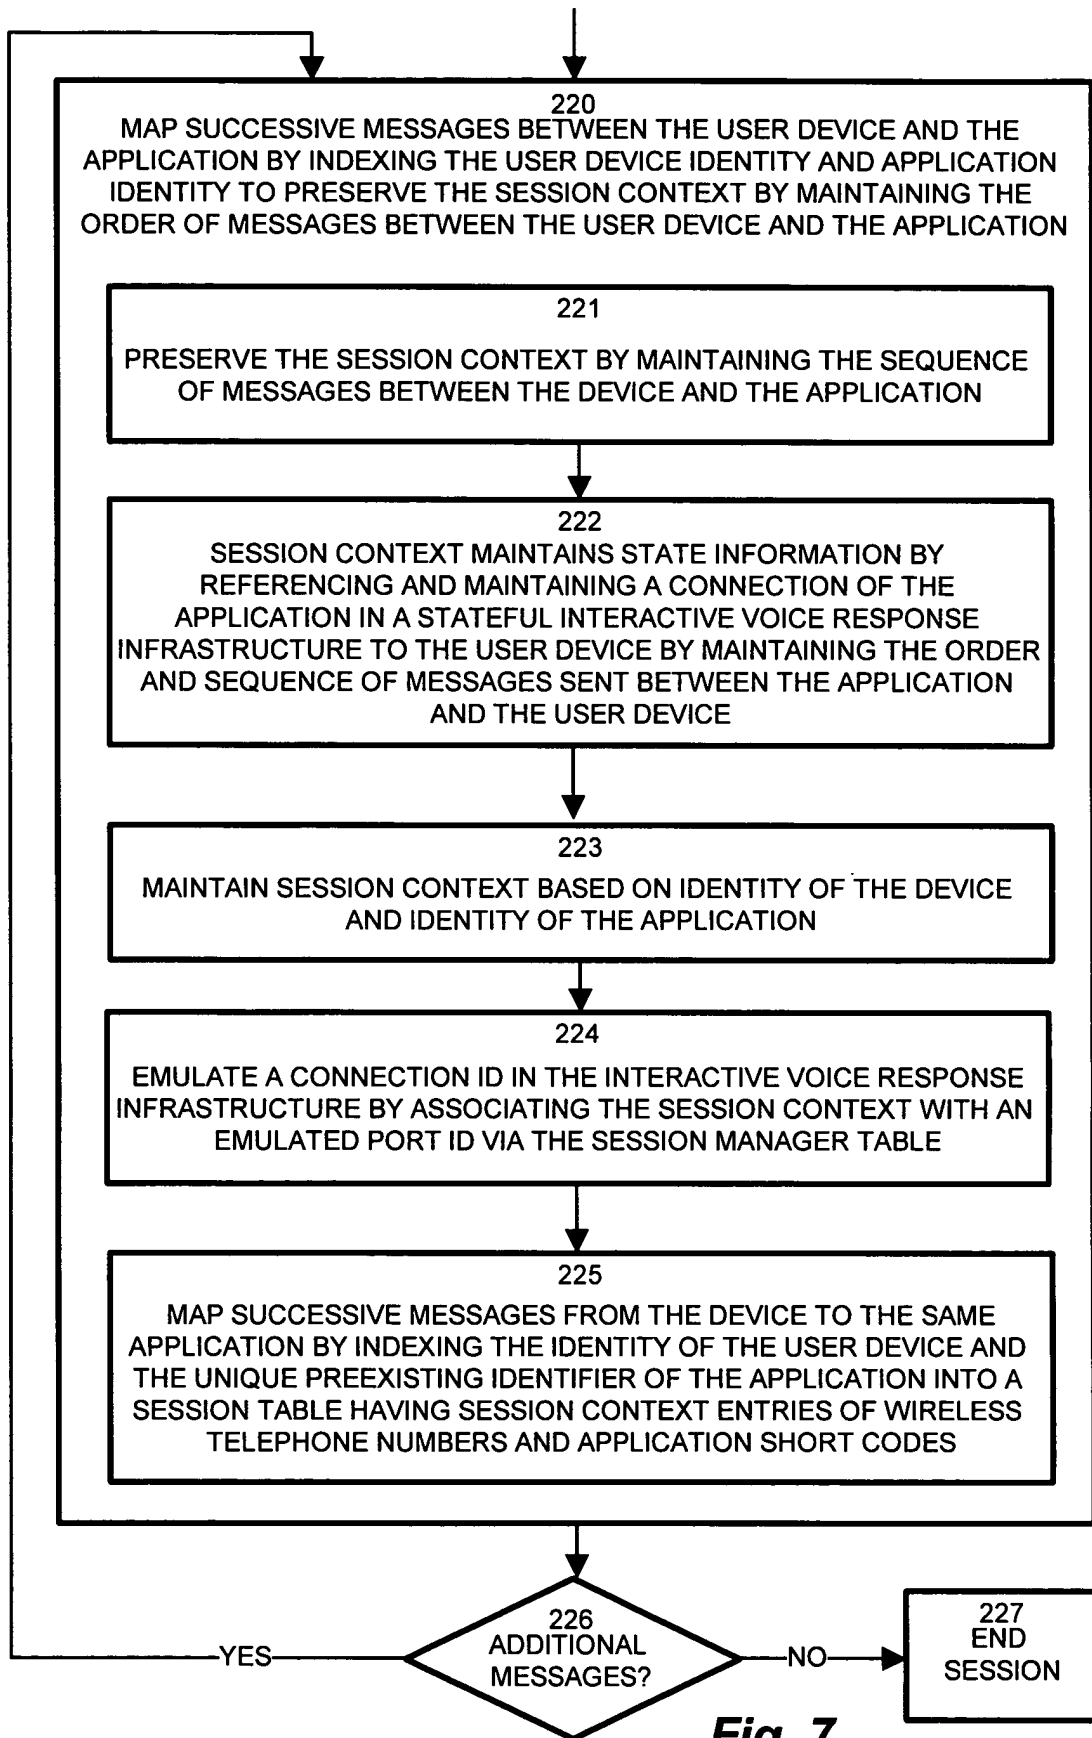 220
MAP SUCCESSIVE MESSAGES BETWEEN THE USER DEVICE AND THE
APPLICATION BY INDEXING THE USER DEVICE IDENTITY AND APPLICATION
IDENTITY TO PRESERVE THE SESSION CONTEXT BY MAINTAINING THE
ORDER OF MESSAGES BETWEEN THE USER DEVICE AND THE APPLICATION
221
PRESERVE THE SESSION CONTEXT BY MAINTAINING THE SEQUENCE
OF MESSAGES BETWEEN THE DEVICE AND THE APPLICATION
222
SESSION CONTEXT MAINTAINS STATE INFORMATION BY
REFERENCING AND MAINTAINING A CONNECTION OF THE
APPLICATION IN A STATEFUL INTERACTIVE VOICE RESPONSE
INFRASTRUCTURE TO THE USER DEVICE BY MAINTAINING THE ORDER
AND SEQUENCE OF MESSAGES SENT BETWEEN THE APPLICATION
AND THE USER DEVICE
223
MAINTAIN SESSION CONTEXT BASED ON IDENTITY OF THE DEVICE
AND IDENTITY OF THE APPLICATION
224
EMULATE A CONNECTION ID IN THE INTERACTIVE VOICE RESPONSE
INFRASTRUCTURE BY ASSOCIATING THE SESSION CONTEXT WITH AN
EMULATED PORT ID VIA THE SESSION MANAGER TABLE
225
MAP SUCCESSIVE MESSAGES FROM THE DEVICE TO THE SAME
APPLICATION BY INDEXING THE IDENTITY OF THE USER DEVICE AND
THE UNIQUE PREEXISTING IDENTIFIER OF THE APPLICATION INTO A
SESSION TABLE HAVING SESSION CONTEXT ENTRIES OF WIRELESS
TELEPHONE NUMBERS AND APPLICATION SHORT CODES
226
ADDITIONAL
MESSAGES?
YES
NO
227
END
SESSION
Fig. 7